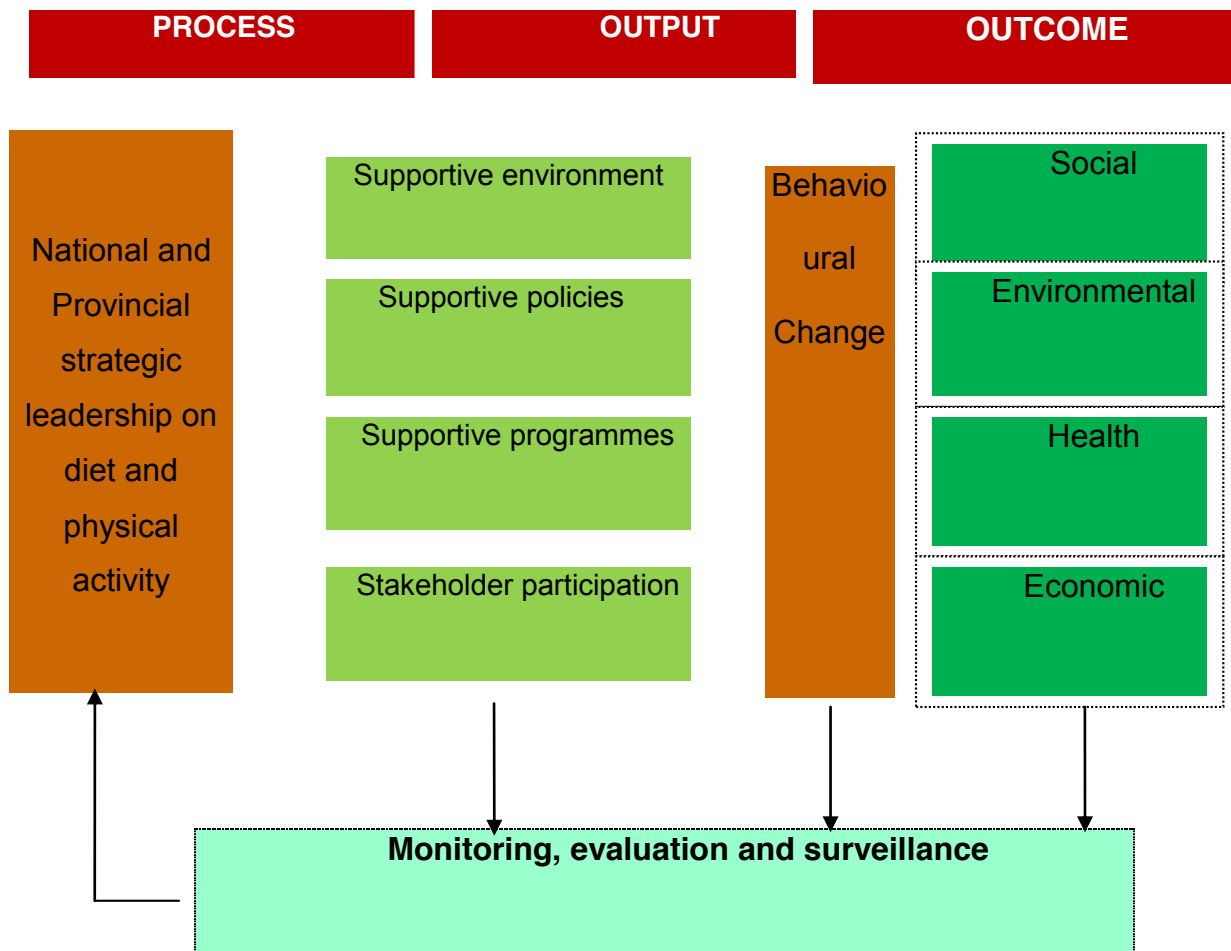 PROCESS
OUTPUT
OUTCOME
National and
Provincial
strategic
leadership on
diet and
physical
activity
Supportive environment
Supportive policies
Supportive programmes
Stakeholder participation
Behavio
ural
Change
Social
Environmental
Health
Economic
Monitoring, evaluation and surveillance